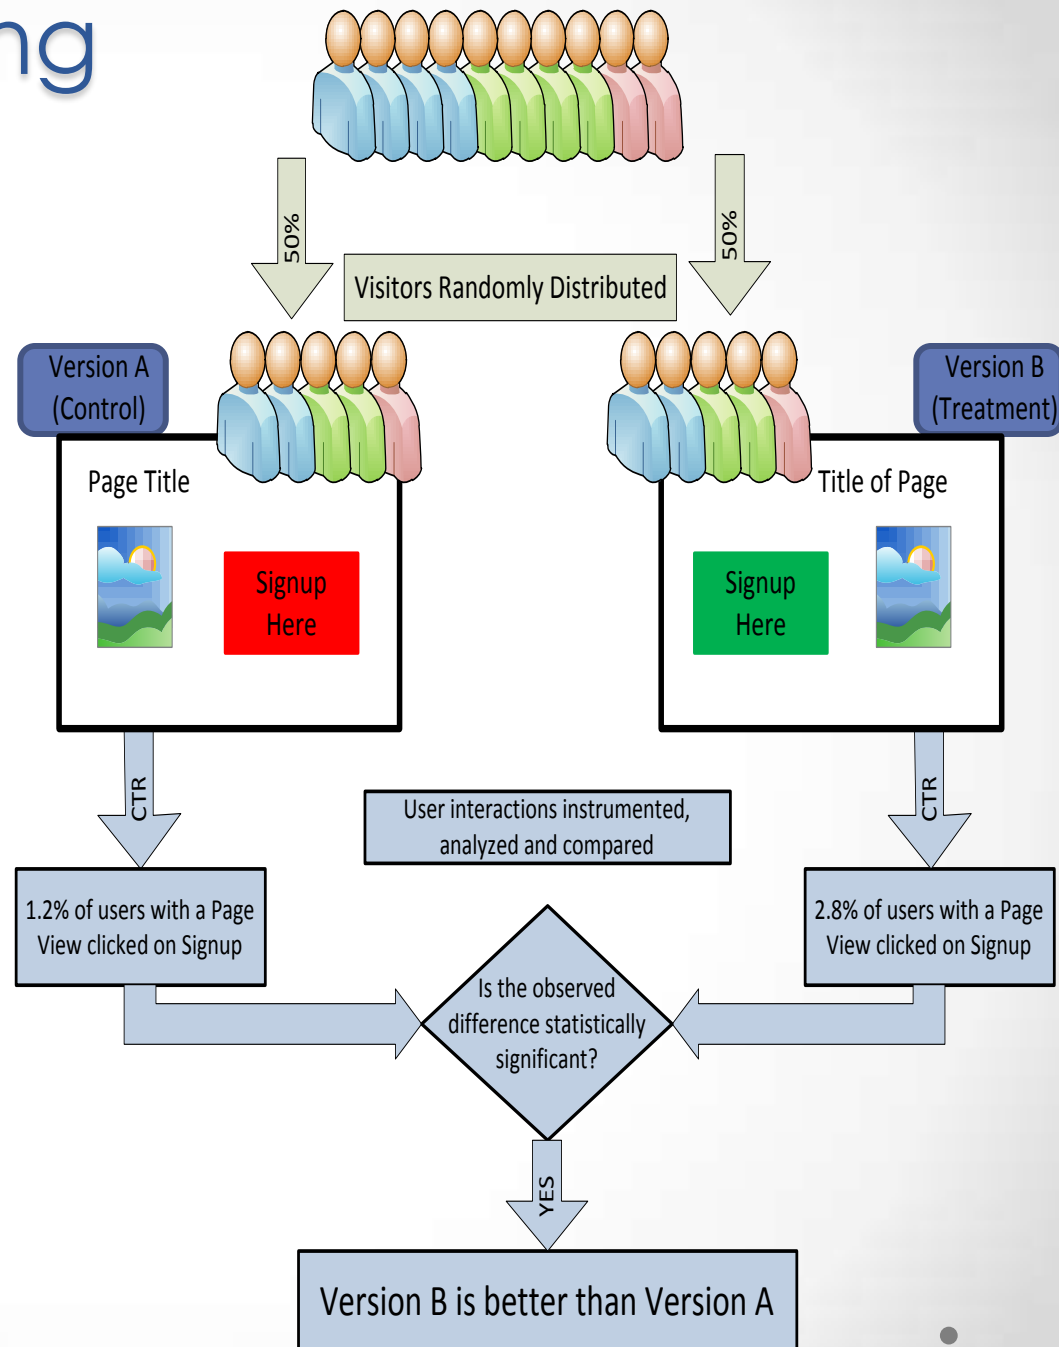 ng
50%
50%
Visitors Randomly Distributed
Version A
(Control)
Version B
(Treatment)
Page Title
Signup
Here
Title of Page
Signup
Here
CTR
CTR
User interactions instrumented,
analyzed and compared
1.2% of users with a Page
View clicked on Signup
2.8% of users with a Page
View clicked on Signup
Is the observed
difference statistically
significant?
YES
Version B is better than Version A